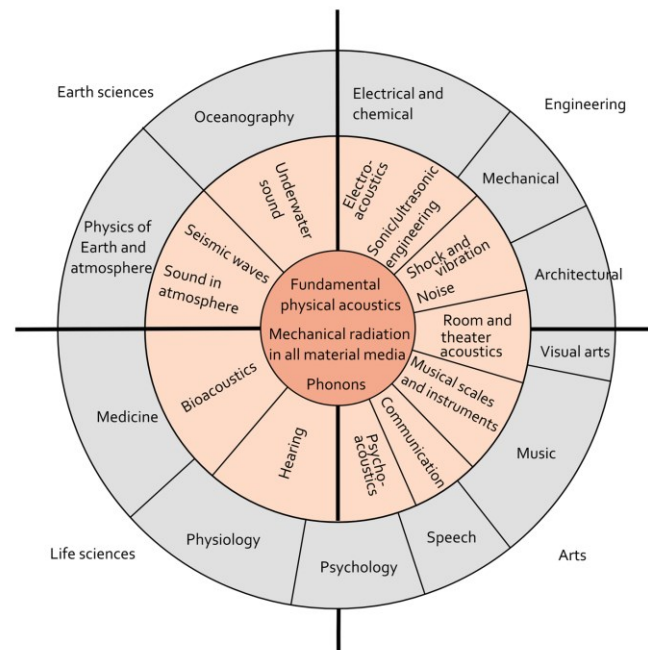 Earth sciences
Engineering
Life sciences
Arts
Oceanography
Electrical and
chemical
Mechanical
Architectural
Visual arts
Music
Speech
Psychology
Physiology
Medicine
Physics of
Earth and
atmosphere
Underwater
sound
Electro-
acoustics
Sonic/ultrasonic
engineering
Shock and
vibration
Noise
Room and
theater
acoustics
Musical scales
and instruments
Communication
Psycho-
acoustics
Hearing
Bioacoustics
Sound in
atmosphere
Seismic waves
Fundamental
physical acoustics
Mechanical radiation
in all material media
Phonons